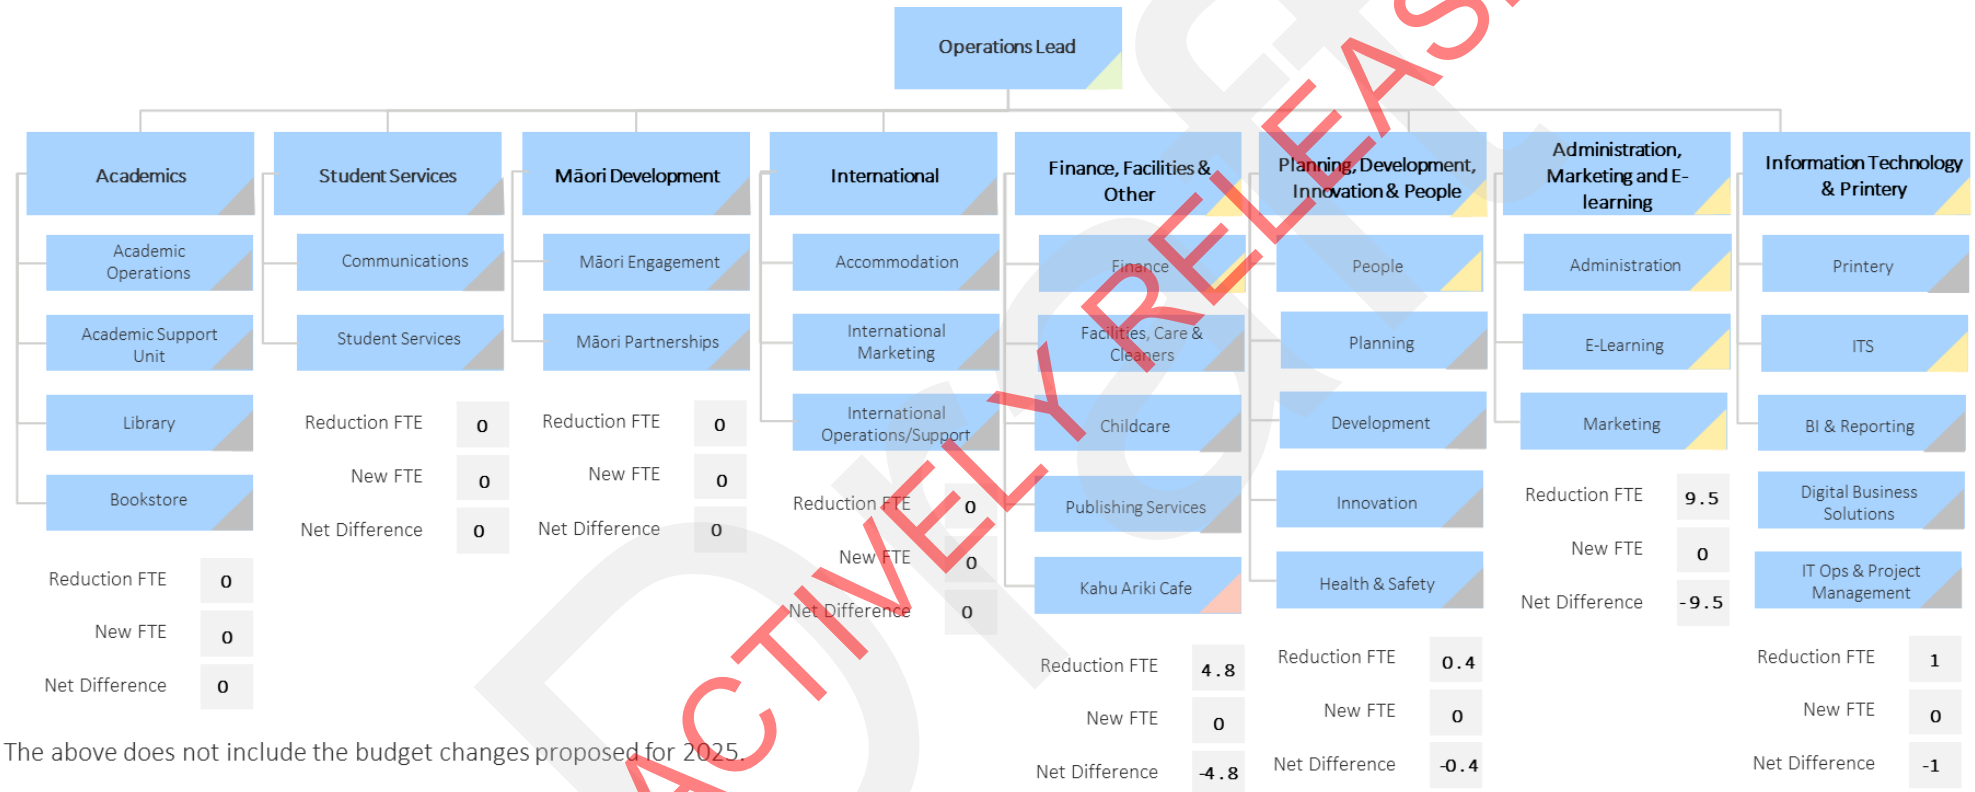 Operations Lead
Academics
Academic
Operations
Academic Support
Unit
Library
Bookstore
Reduction FTE 0
New FTE 0
Net Difference 0
Student Services
Communications
Student Services
Reduction FTE 0
New FTE 0
Net Difference 0
Māori Development
Māori Engagement
Māori Partnerships
Reduction FTE 0
New FTE 0
Net Difference 0
International
Accommodation
International
Marketing
International
Operations/Support
Reduction FTE 0
New FTE 0
Net Difference 0
Finance, Facilities &
Other
Finance
Facilities, Care &
Cleaners
Childcare
Publishing Services
Kahu Ariki Cafe
Reduction FTE 4.8
New FTE 0
Net Difference -4.8
Planning, Development,
Innovation & People
People
Planning
Development
Innovation
Health & Safety
Reduction FTE 0.4
New FTE 0
Net Difference -0.4
Administration,
Marketing and E-
learning
Administration
E-Learning
Marketing
Reduction FTE 9.5
New FTE 0
Net Difference -9.5
Information Technology
& Printery
Printery
ITS
BI & Reporting
Digital Business
Solutions
IT Ops & Project
Management
Reduction FTE 1
New FTE 0
Net Difference -1
The above does not include the budget changes proposed for 2025.
Draft
ACTIVELY RELEAS